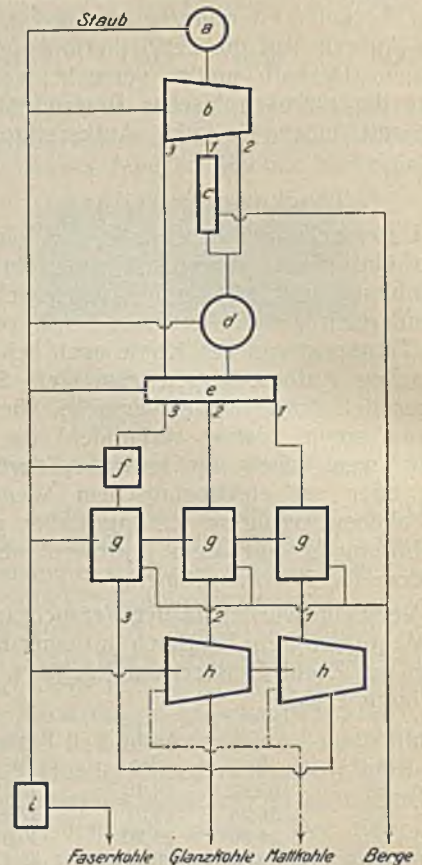 Staub
a
b
3 1 2
c
d
e
3 2 1
f
g g g
3 2 1
h h
i
Faserkohle Glanzkohle Mattkohle Berge